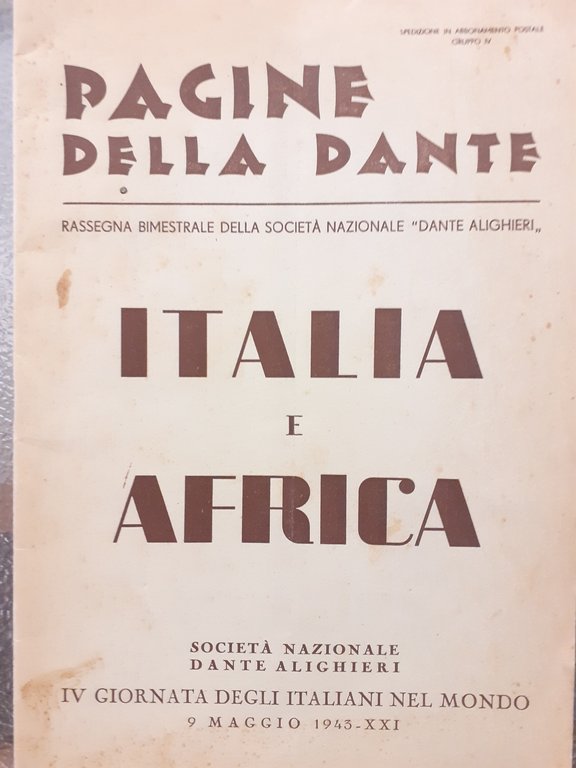 SPEDIZIONE IN ABBONAMENTO POSTALE
GRUPPO IV
PAGINE
DELLA DANTE
RASSEGNA BIMESTRALE DELLA SOCIETÀ NAZIONALE "DANTE ALIGHIERI„
ITALIA
E
AFRICA
SOCIETÀ NAZIONALE
DANTE ALIGHIERI
IV GIORNATA DEGLI ITALIANI NEL MONDO
9 MAGGIO 1943-XXI